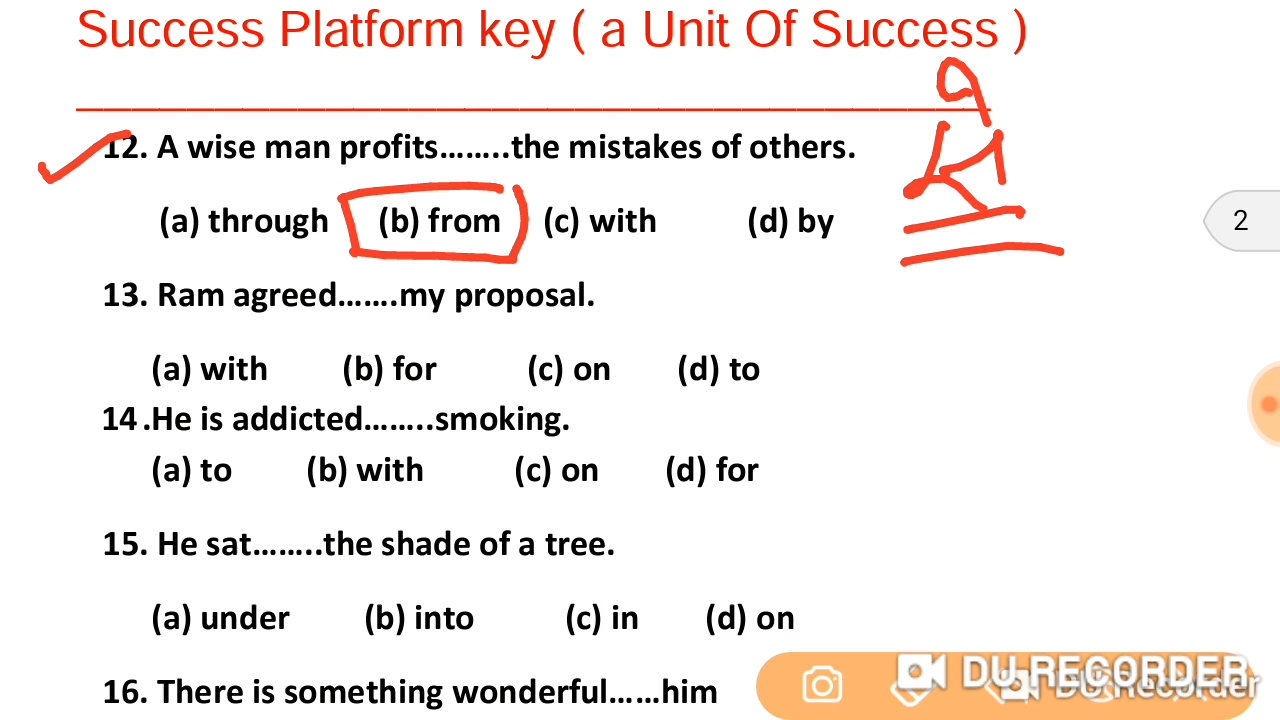 Success Platform key ( a Unit Of Success )
12. A wise man profits……..the mistakes of others.
(a) through (b) from (c) with (d) by
2
13. Ram agreed…….my proposal.
(a) with (b) for (c) on (d) to
14.He is addicted……..smoking.
(a) to (b) with (c) on (d) for
15. He sat……..the shade of a tree.
(a) under (b) into (c) in (d) on
16. There is something wonderful……him
DU RECORDER
DU Recorder